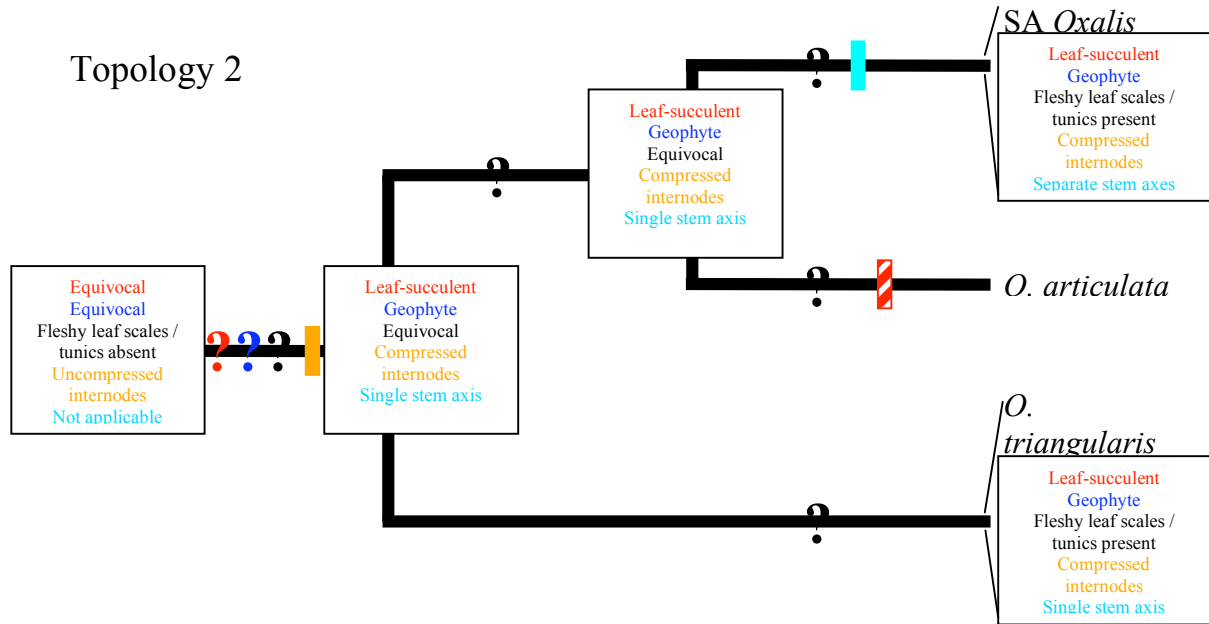 Topology 2
SA Oxalis
Leaf-succulent
Geophyte
Fleshy leaf scales /
tunics present
Compressed
internodes
Separate stem axes
?
?
Leaf-succulent
Geophyte
Equivocal
Compressed
internodes
Single stem axis
?
O. articulata
Equivocal
Equivocal
Fleshy leaf scales /
tunics absent
Uncompressed
internodes
Not applicable
? ? ?
Leaf-succulent
Geophyte
Equivocal
Compressed
internodes
Single stem axis
O.
triangularis
?
Leaf-succulent
Geophyte
Fleshy leaf scales /
tunics present
Compressed
internodes
Single stem axis